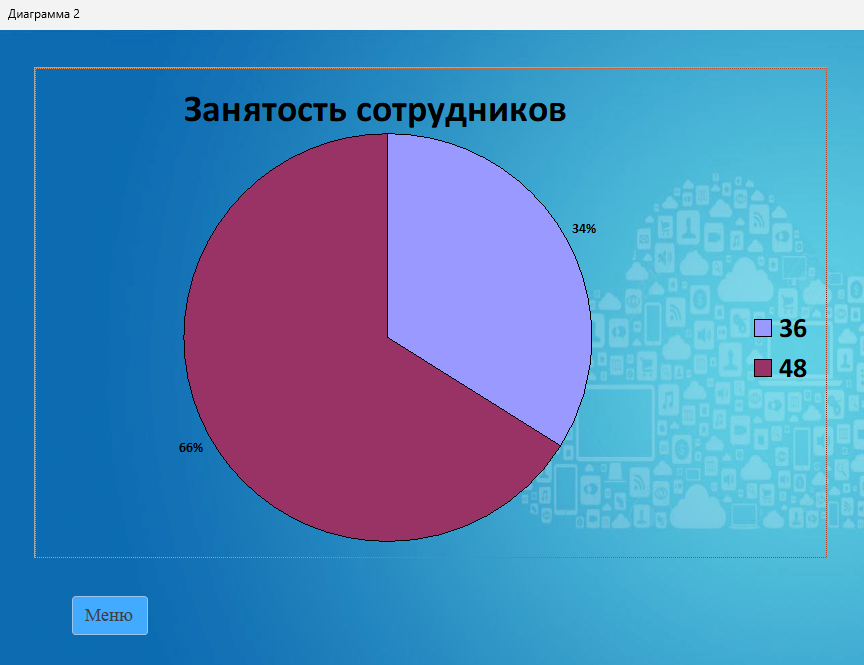 Диаграмма 2
Занятость сотрудников
34%
36
48
66%
Меню